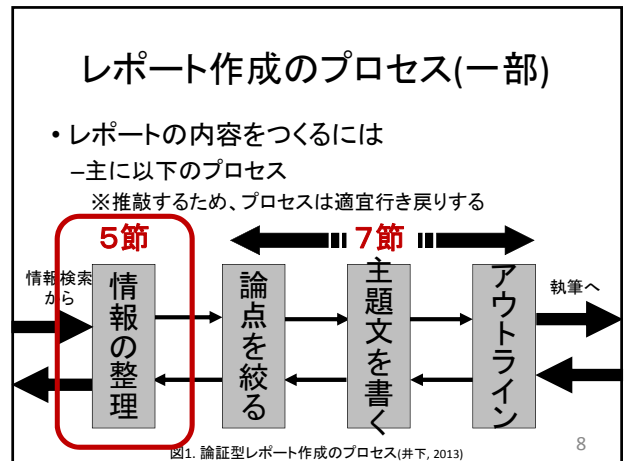 レポート作成のプロセス(一部)
• レポートの内容をつくるには
–主に以下のプロセス
※推敲するため、プロセスは適宜行き戻りする
5節
7節
情報検索
から
情報の整理
論点を絞る
主題文を書く
アウトライン
執筆へ
図1. 論証型レポート作成のプロセス(井下, 2013)
8